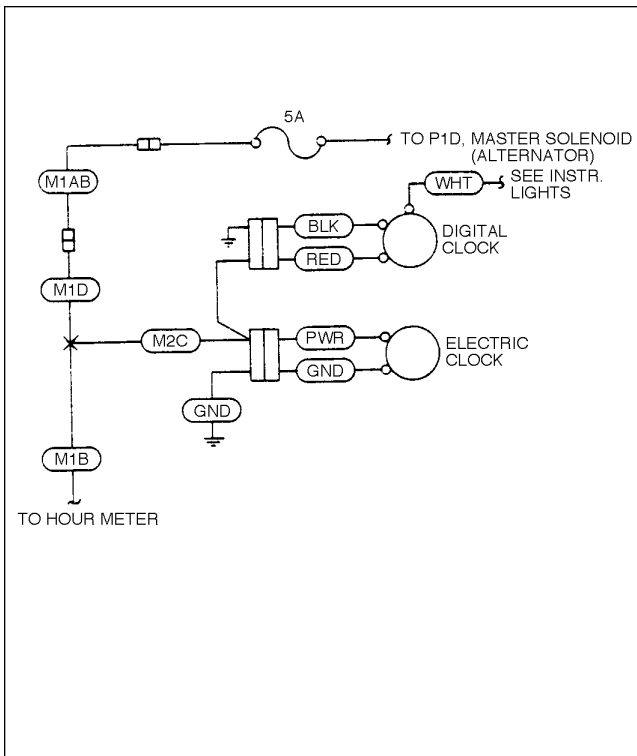 5A
TO P1D, MASTER SOLENOID
(ALTERNATOR)
M1AB
WHT
SEE INSTR.
LIGHTS
BLK
DIGITAL
CLOCK
RED
M1D
M2C
PWR
ELECTRIC
CLOCK
GND
GND
M1B
TO HOUR METER